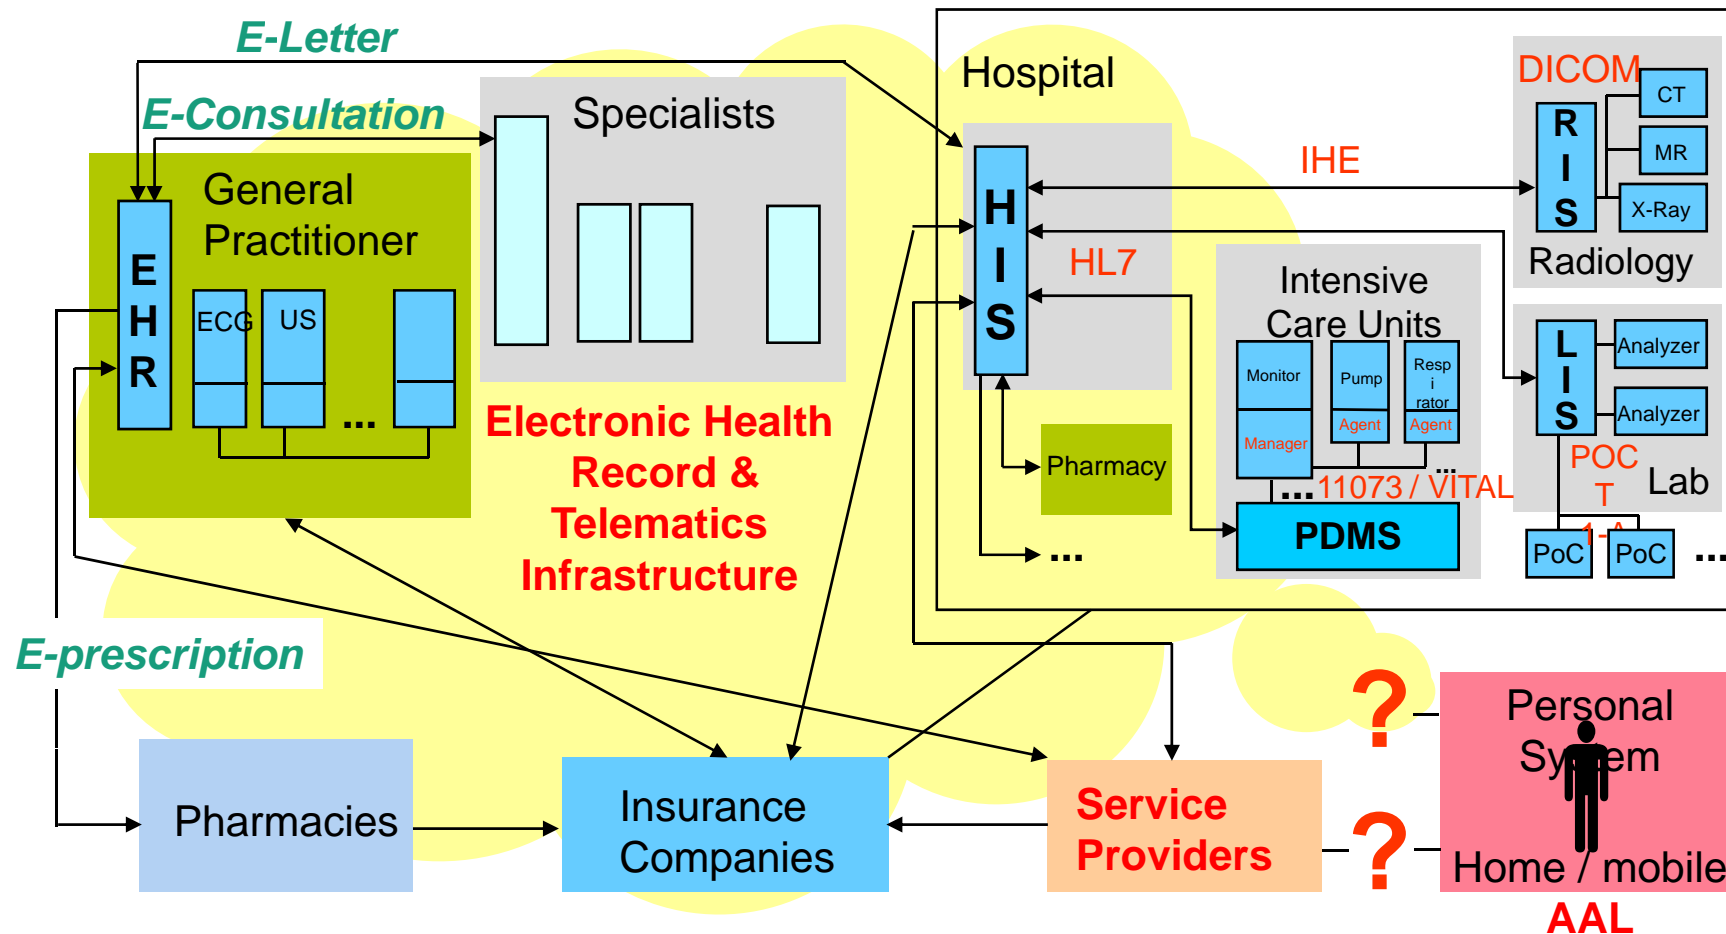 E-Letter
E-Consultation
Specialists
General
Practitioner
E
H
R
ECG
US
...
Electronic Health
Record &
Telematics
Infrastructure
E-prescription
Pharmacies
Insurance
Companies
Service
Providers
?
?
Personal
System
Home / mobile
AAL
Hospital
H
I
S
IHE
HL7
Pharmacy
...
Intensive
Care Units
Monitor
Manager
Pump
Agent
Resp
i
rator
Agent
...
...
11073 / VITAL
PDMS
DICOM
R
I
S
CT
MR
X-Ray
Radiology
L
I
S
Analyzer
Analyzer
POC
T
1-A
Lab
PoC
PoC
...